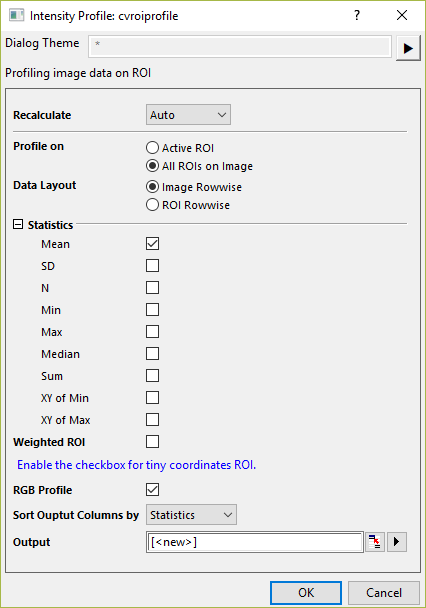 Intensity Profile: cvroiprofile ?
Dialog Theme *
Profiling image data on ROI
Recalculate Auto
Profile on Active ROI
All ROIs on Image
Data Layout Image Rowwise
ROI Rowwise
Statistics
Mean
SD
N
Min
Max
Median
Sum
XY of Min
XY of Max
Weighted ROI
Enable the checkbox for tiny coordinates ROI.
RGB Profile
Sort Ouptut Columns by Statistics
Output [<new>]
OK Cancel